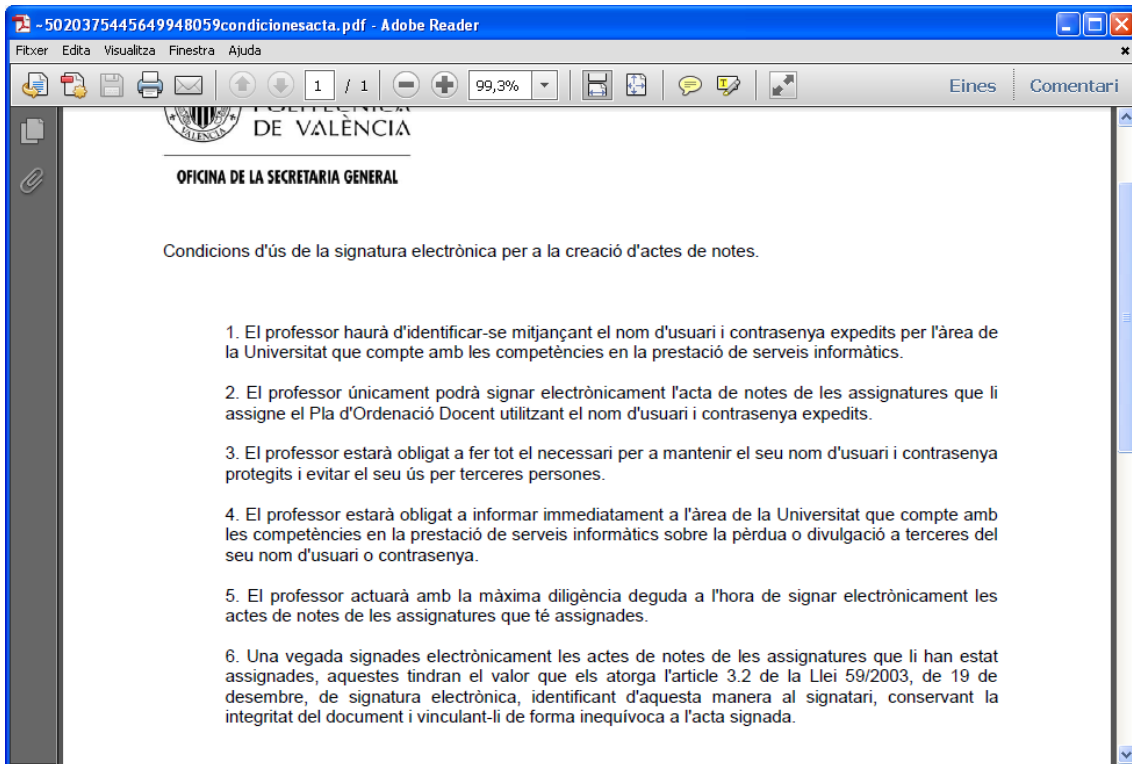 ~5020375445649948059condicionesacta.pdf - Adobe Reader
Fitxer Edita Visualitza Finestra Ajuda
1 / 1 99,3% Eines Comentari
POLITÈCNICA
DE VALÈNCIA
OFICINA DE LA SECRETARIA GENERAL
Condicions d'ús de la signatura electrònica per a la creació d'actes de notes.
1. El professor haurà d'identificar-se mitjançant el nom d'usuari i contrasenya expedits per l'àrea de
la Universitat que compte amb les competències en la prestació de serveis informàtics.
2. El professor únicament podrà signar electrònicament l'acta de notes de les assignatures que li
assigne el Pla d'Ordenació Docent utilitzant el nom d'usuari i contrasenya expedits.
3. El professor estarà obligat a fer tot el necessari per a mantenir el seu nom d'usuari i contrasenya
protegits i evitar el seu ús per terceres persones.
4. El professor estarà obligat a informar immediatament a l'àrea de la Universitat que compte amb
les competències en la prestació de serveis informàtics sobre la pèrdua o divulgació a terceres del
seu nom d'usuari o contrasenya.
5. El professor actuarà amb la màxima diligència deguda a l'hora de signar electrònicament les
actes de notes de les assignatures que té assignades.
6. Una vegada signades electrònicament les actes de notes de les assignatures que li han estat
assignades, aquestes tindran el valor que els atorga l'article 3.2 de la Llei 59/2003, de 19 de
desembre, de signatura electrònica, identificant d'aquesta manera al signatari, conservant la
integritat del document i vinculant-li de forma inequívoca a l'acta signada.